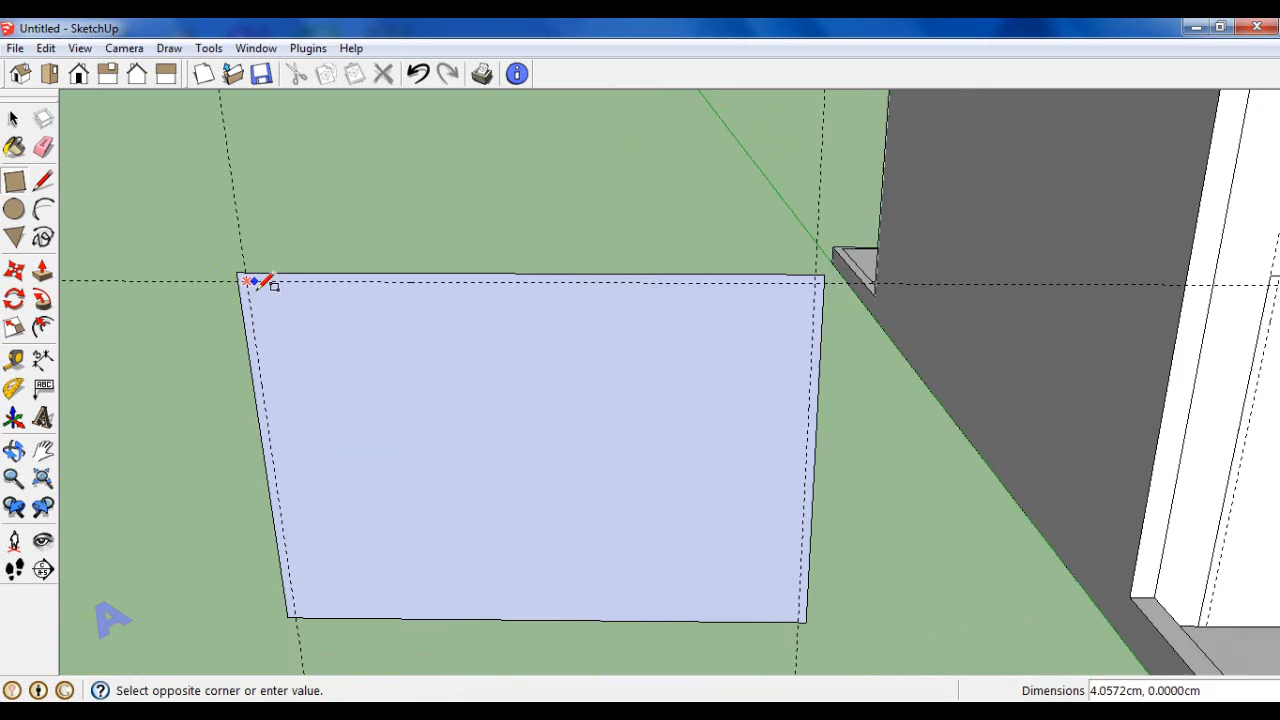 Untitled - SketchUp
File Edit View Camera Draw Tools Window Plugins Help
ABC
A
Select opposite corner or enter value.
Dimensions 4.0572cm, 0.0000cm